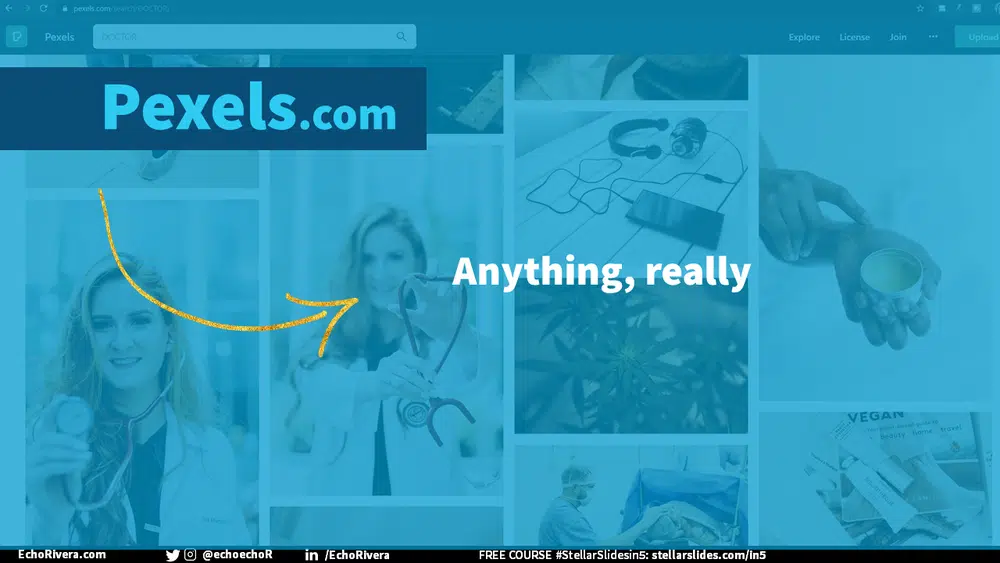 pexels.com/search/DOCTOR/
Pexels
DOCTOR
Explore
License
Join
Upload
Pexels.com
Anything, really
VEGAN
beauty home travel
EchoRivera.com
@echoechoR
/EchoRivera
FREE COURSE #StellarSlidesin5: stellarslides.com/in5